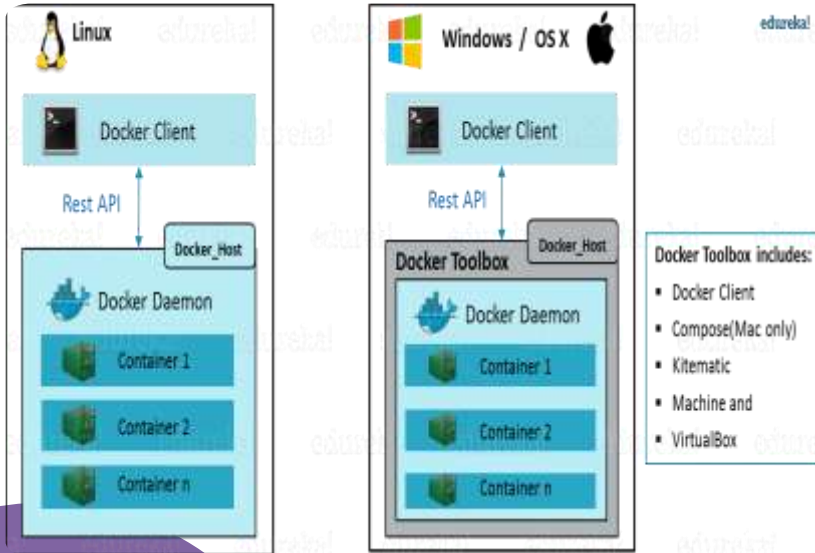 Linux
Docker Client
Rest API
Docker_Host
Docker Daemon
Container 1
Container 2
Container n
Windows / OS X
Docker Client
Rest API
Docker_Host
Docker Toolbox
Docker Daemon
Container 1
Container 2
Container n
edureka!
Docker Toolbox includes:
▪ Docker Client
▪ Compose(Mac only)
▪ Kitematic
▪ Machine and
▪ VirtualBox